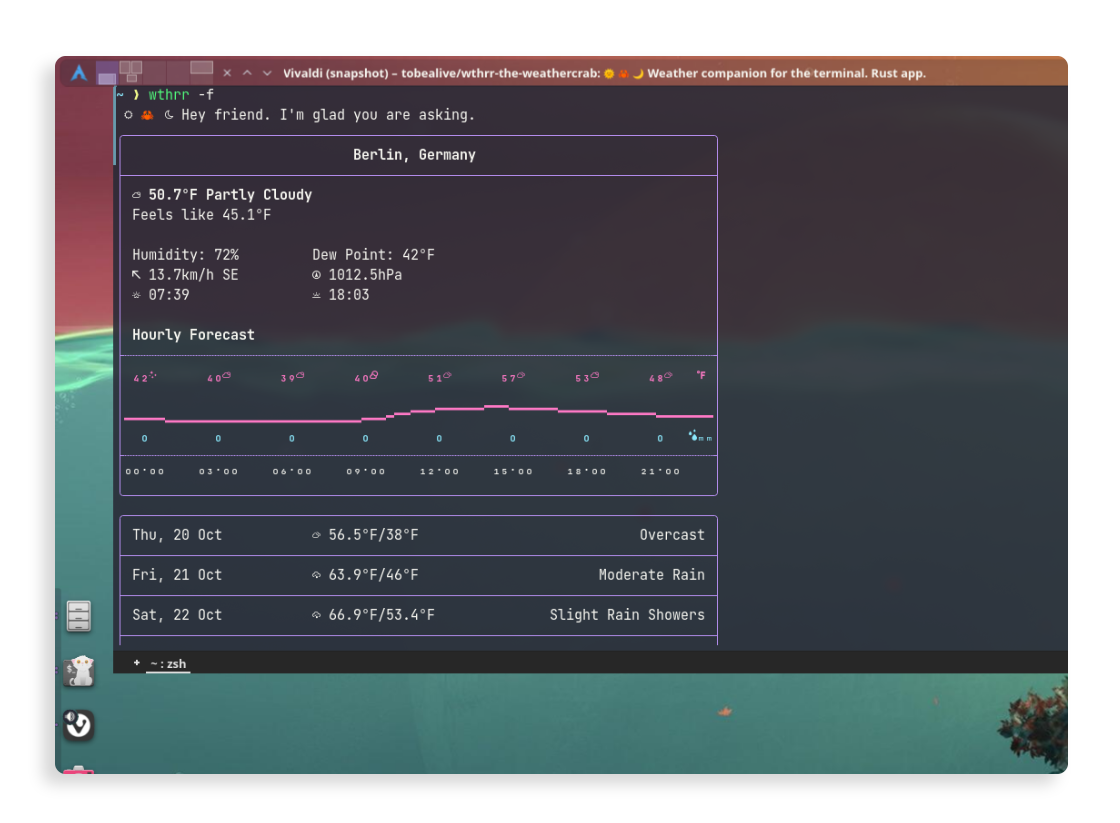 Vivaldi (snapshot) – tobealive/wthrr-the-weathercrab: 🌞 🦀 🌙 Weather companion for the terminal. Rust app.
~ ❯ wthrr -f
🦀 ☾ Hey friend. I'm glad you are asking.
Berlin, Germany
50.7°F Partly Cloudy
Feels like 45.1°F
Humidity: 72% Dew Point: 42°F
↖ 13.7km/h SE 1012.5hPa
07:39 18:03
Hourly Forecast
42 40 39 40 51 57 53 48 °F
0 0 0 0 0 0 0 0 mm
00:00 03:00 06:00 09:00 12:00 15:00 18:00 21:00
Thu, 20 Oct 56.5°F/38°F Overcast
Fri, 21 Oct 63.9°F/46°F Moderate Rain
Sat, 22 Oct 66.9°F/53.4°F Slight Rain Showers
+ ~ : zsh